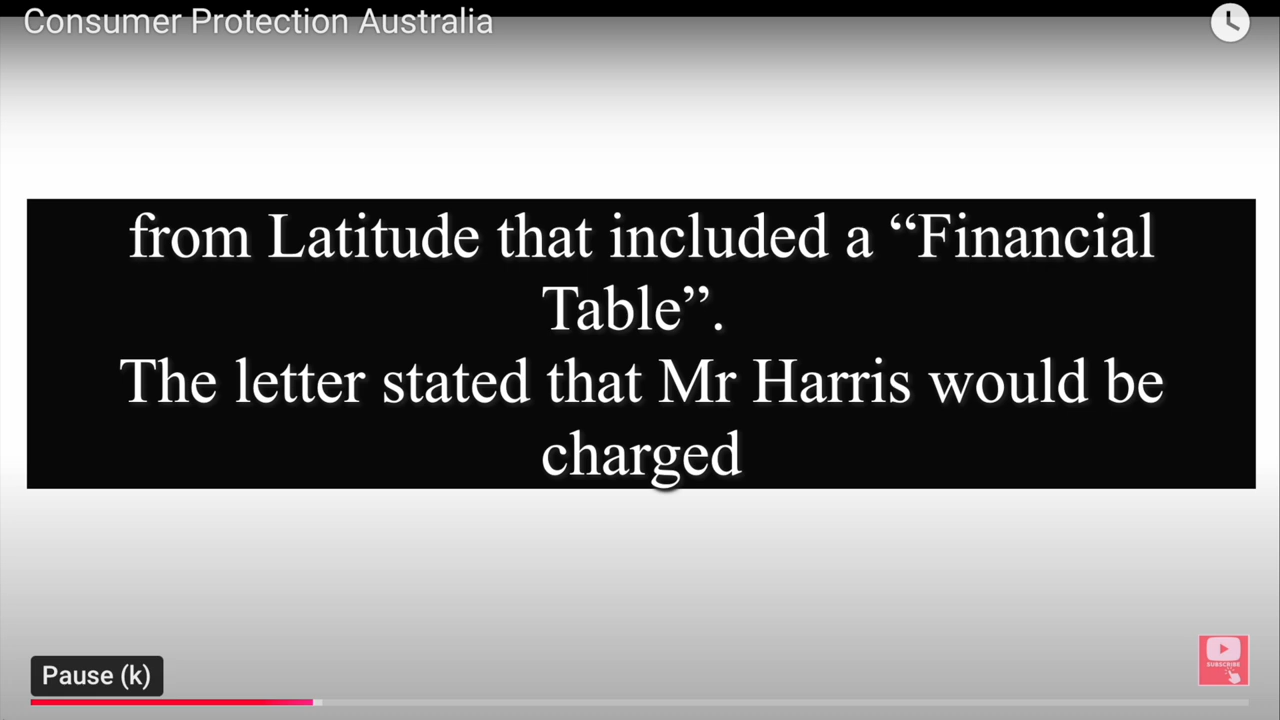 Consumer Protection Australia
from Latitude that included a “Financial
Table”.
The letter stated that Mr Harris would be
charged
SUBSCRIBE
Pause (k)